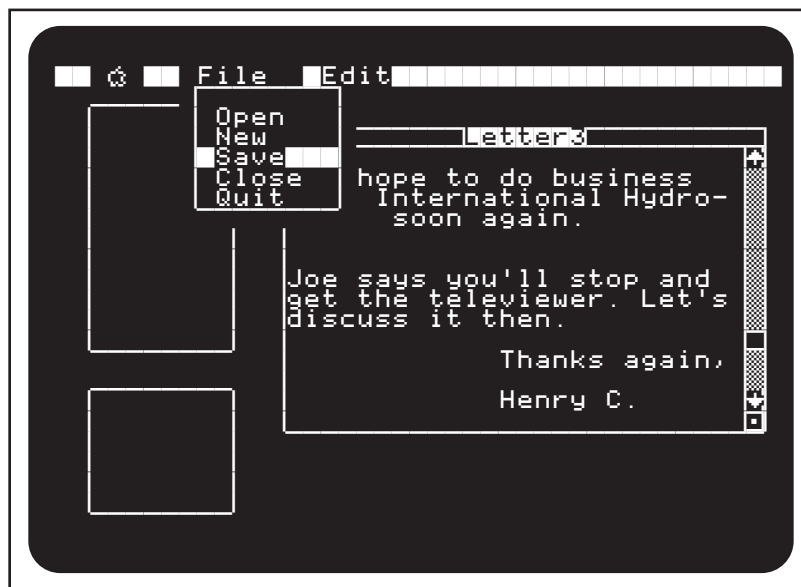 File Edit
Open
New
Save
Close
Quit
Letter3
hope to do business
International Hydro-
soon again.
Joe says you'll stop and
get the televiewer. Let's
discuss it then.
Thanks again,
Henry C.